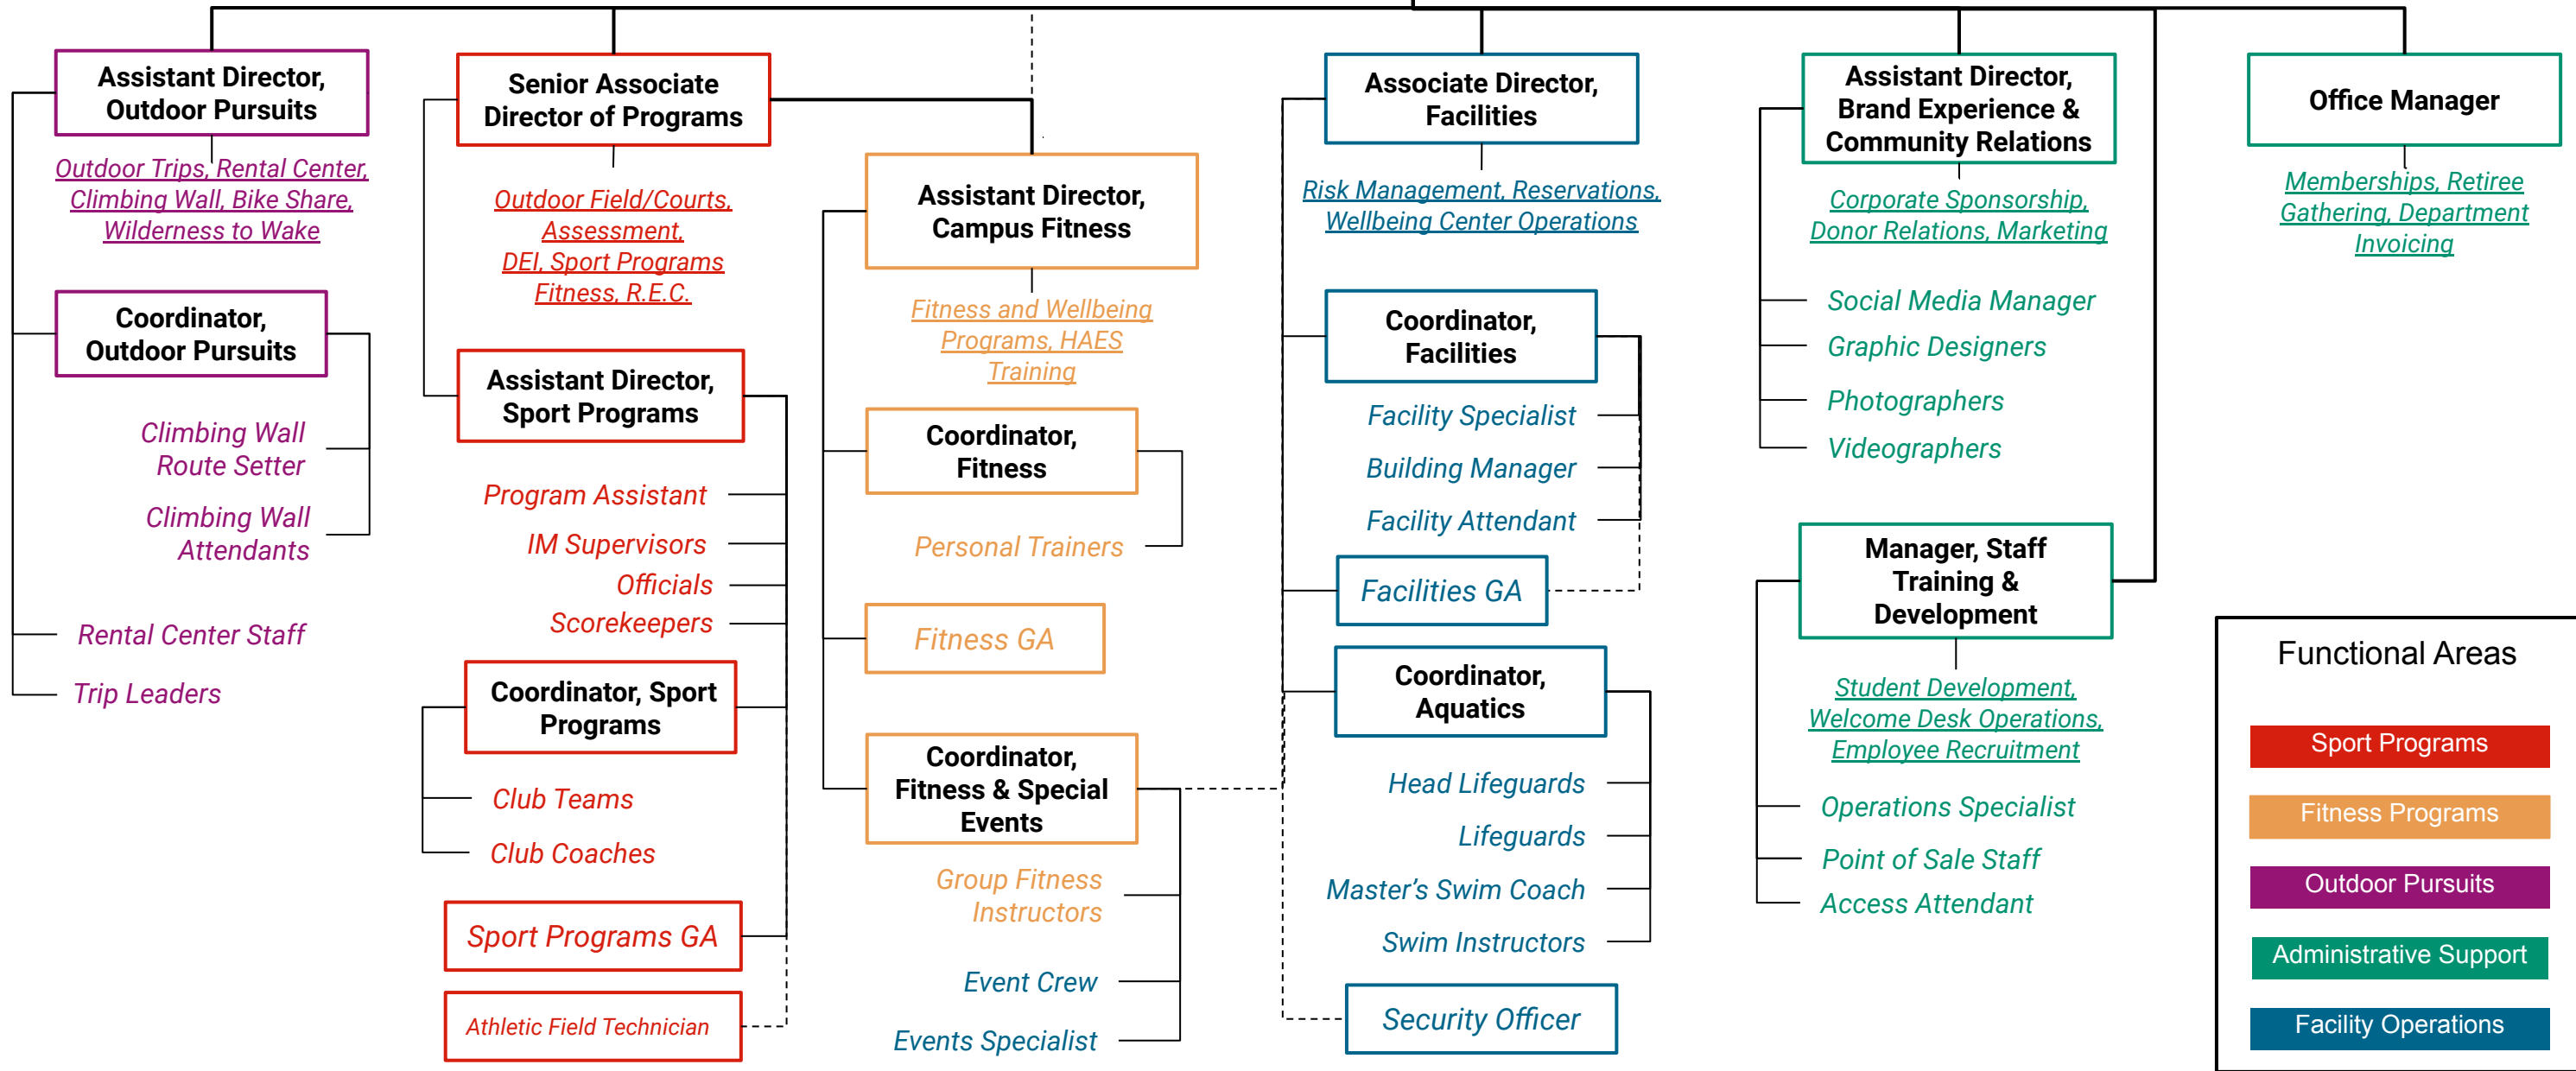 Assistant Director,
Outdoor Pursuits
Outdoor Trips, Rental Center,
Climbing Wall, Bike Share,
Wilderness to Wake
Coordinator,
Outdoor Pursuits
Climbing Wall
Route Setter
Climbing Wall
Attendants
Rental Center Staff
Trip Leaders
Senior Associate
Director of Programs
Outdoor Field/Courts,
Assessment,
DEI, Sport Programs
Fitness, R.E.C.
Assistant Director,
Sport Programs
Program Assistant
IM Supervisors
Officials
Scorekeepers
Coordinator, Sport
Programs
Club Teams
Club Coaches
Sport Programs GA
Athletic Field Technician
Assistant Director,
Campus Fitness
Fitness and Wellbeing
Programs, HAES
Training
Coordinator,
Fitness
Personal Trainers
Fitness GA
Coordinator,
Fitness & Special
Events
Group Fitness
Instructors
Event Crew
Events Specialist
Associate Director,
Facilities
Risk Management, Reservations,
Wellbeing Center Operations
Coordinator,
Facilities
Facility Specialist
Building Manager
Facility Attendant
Facilities GA
Coordinator,
Aquatics
Head Lifeguards
Lifeguards
Master's Swim Coach
Swim Instructors
Security Officer
Assistant Director,
Brand Experience &
Community Relations
Corporate Sponsorship,
Donor Relations, Marketing
Social Media Manager
Graphic Designers
Photographers
Videographers
Manager, Staff
Training &
Development
Student Development,
Welcome Desk Operations,
Employee Recruitment
Operations Specialist
Point of Sale Staff
Access Attendant
Office Manager
Memberships, Retiree
Gathering, Department
Invoicing
Functional Areas
Sport Programs
Fitness Programs
Outdoor Pursuits
Administrative Support
Facility Operations